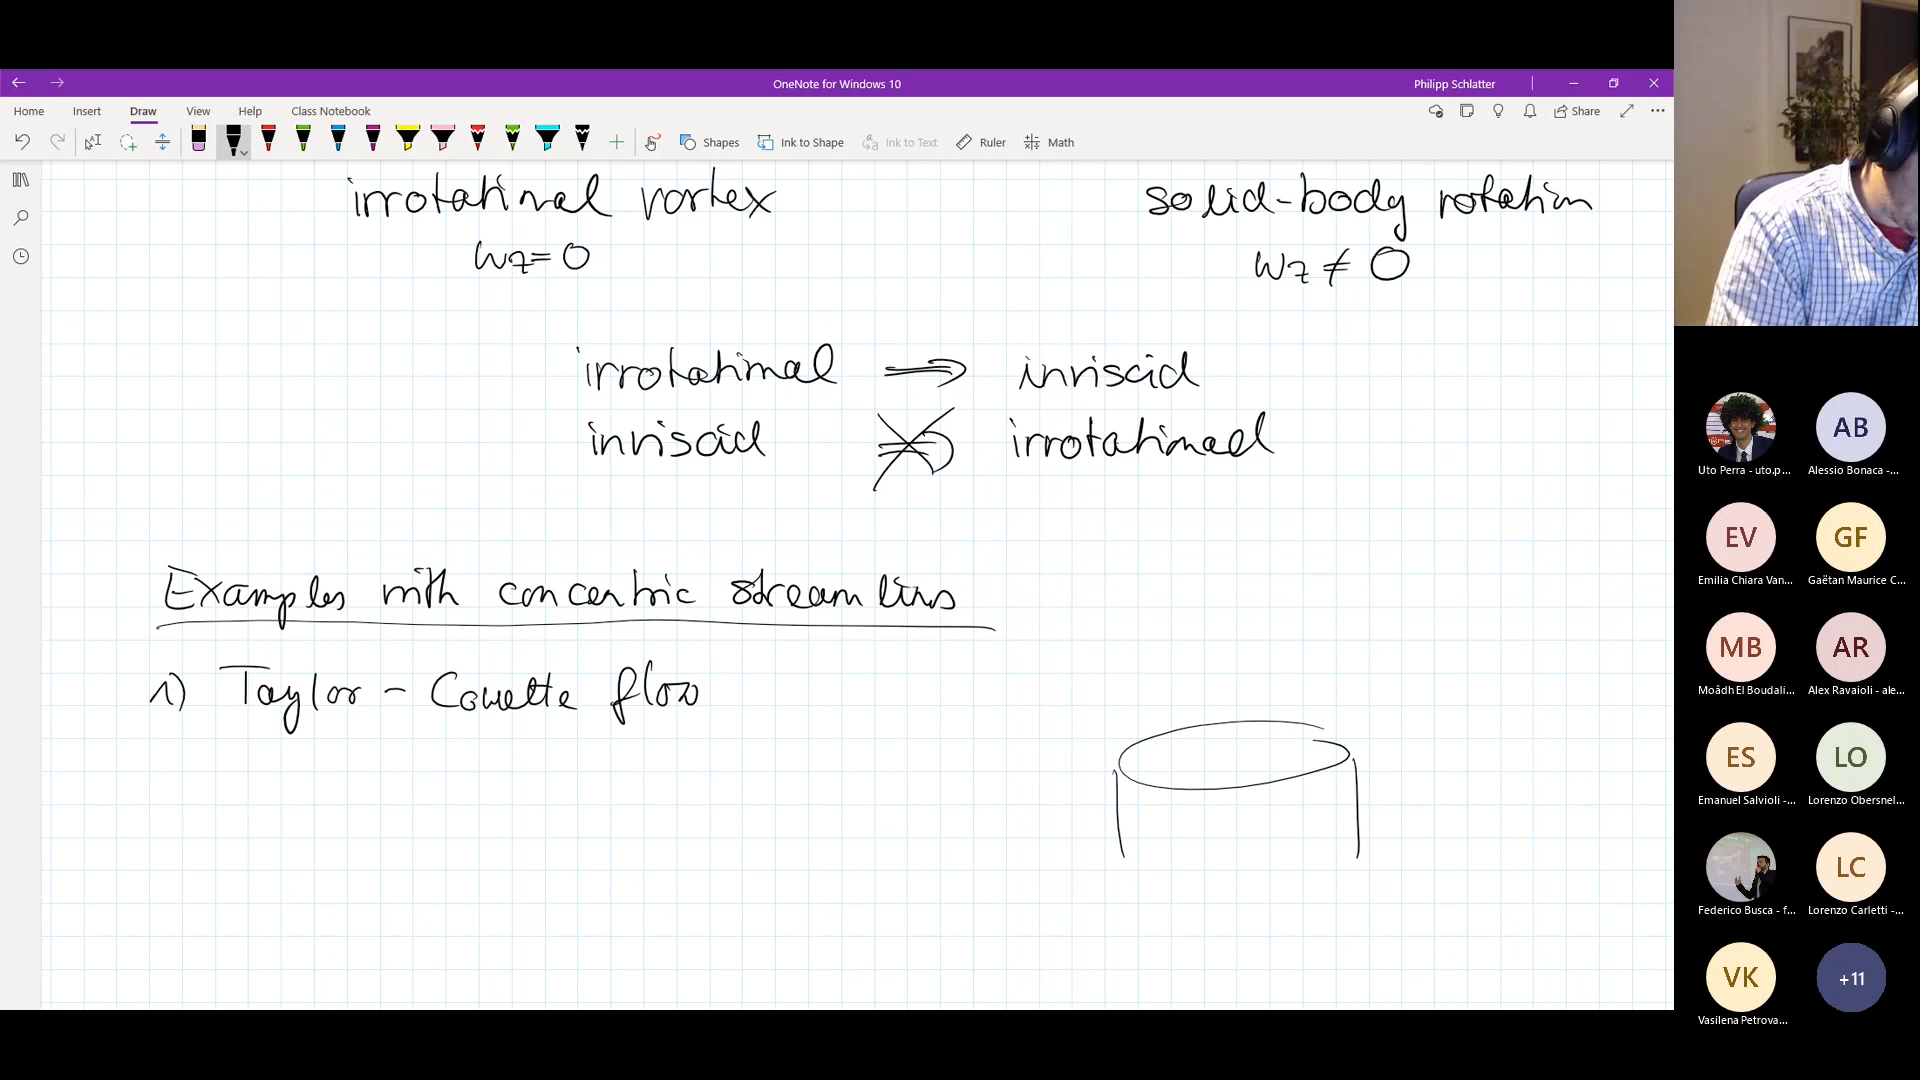 OneNote for Windows 10
Philipp Schlatter
Home Insert Draw View Help Class Notebook
Share
Shapes Ink to Shape Ink to Text Ruler Math
irrotational vortex
ωz = 0
solid-body rotation
ωz ≠ 0
irrotational ⇒ inviscid
inviscid ⇒ irrotational
Examples with concentric streamlines
1) Taylor - Couette flow
Uto Perra - uto.p...
AB
Alessio Bonaca -...
EV
Emilia Chiara Van...
GF
Gaëtan Maurice C...
MB
Moâdh El Boudali...
AR
Alex Ravaioli - ale...
ES
Emanuel Salvioli -...
LO
Lorenzo Obersnel...
Federico Busca - f...
LC
Lorenzo Carletti -...
VK
Vasilena Petrova...
+11